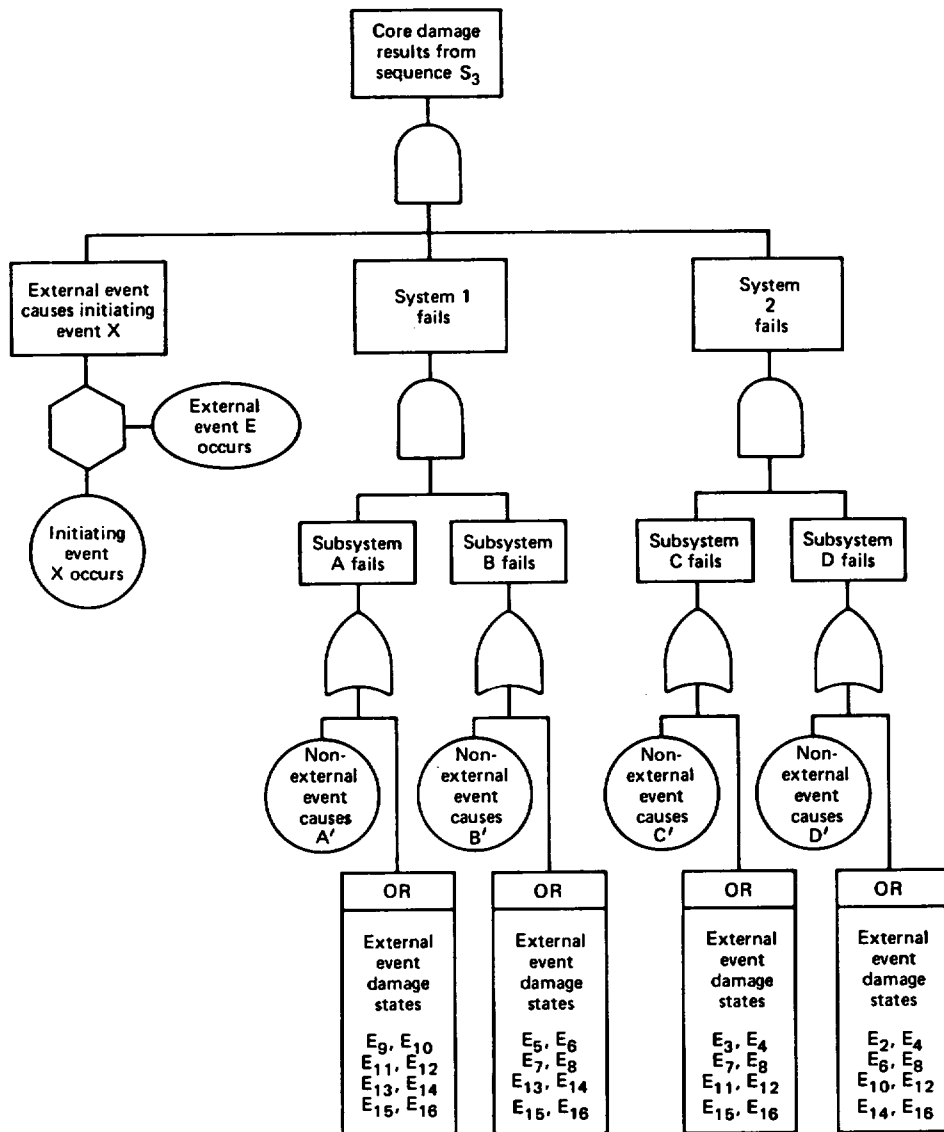 Core damage
results from
sequence S3
External event
causes initiating
event X
System 1
fails
System
2
fails
External
event E
occurs
Initiating
event
X occurs
Subsystem
A fails
Subsystem
B fails
Subsystem
C fails
Subsystem
D fails
Non-
external
event
causes
A′
Non-
external
event
causes
B′
Non-
external
event
causes
C′
Non-
external
event
causes
D′
OR
External
event
damage
states
E9, E10
E11, E12
E13, E14
E15, E16
OR
External
event
damage
states
E5, E6
E7, E8
E13, E14
E15, E16
OR
External
event
damage
states
E3, E4
E7, E8
E11, E12
E15, E16
OR
External
event
damage
states
E2, E4
E6, E8
E10, E12
E14, E16